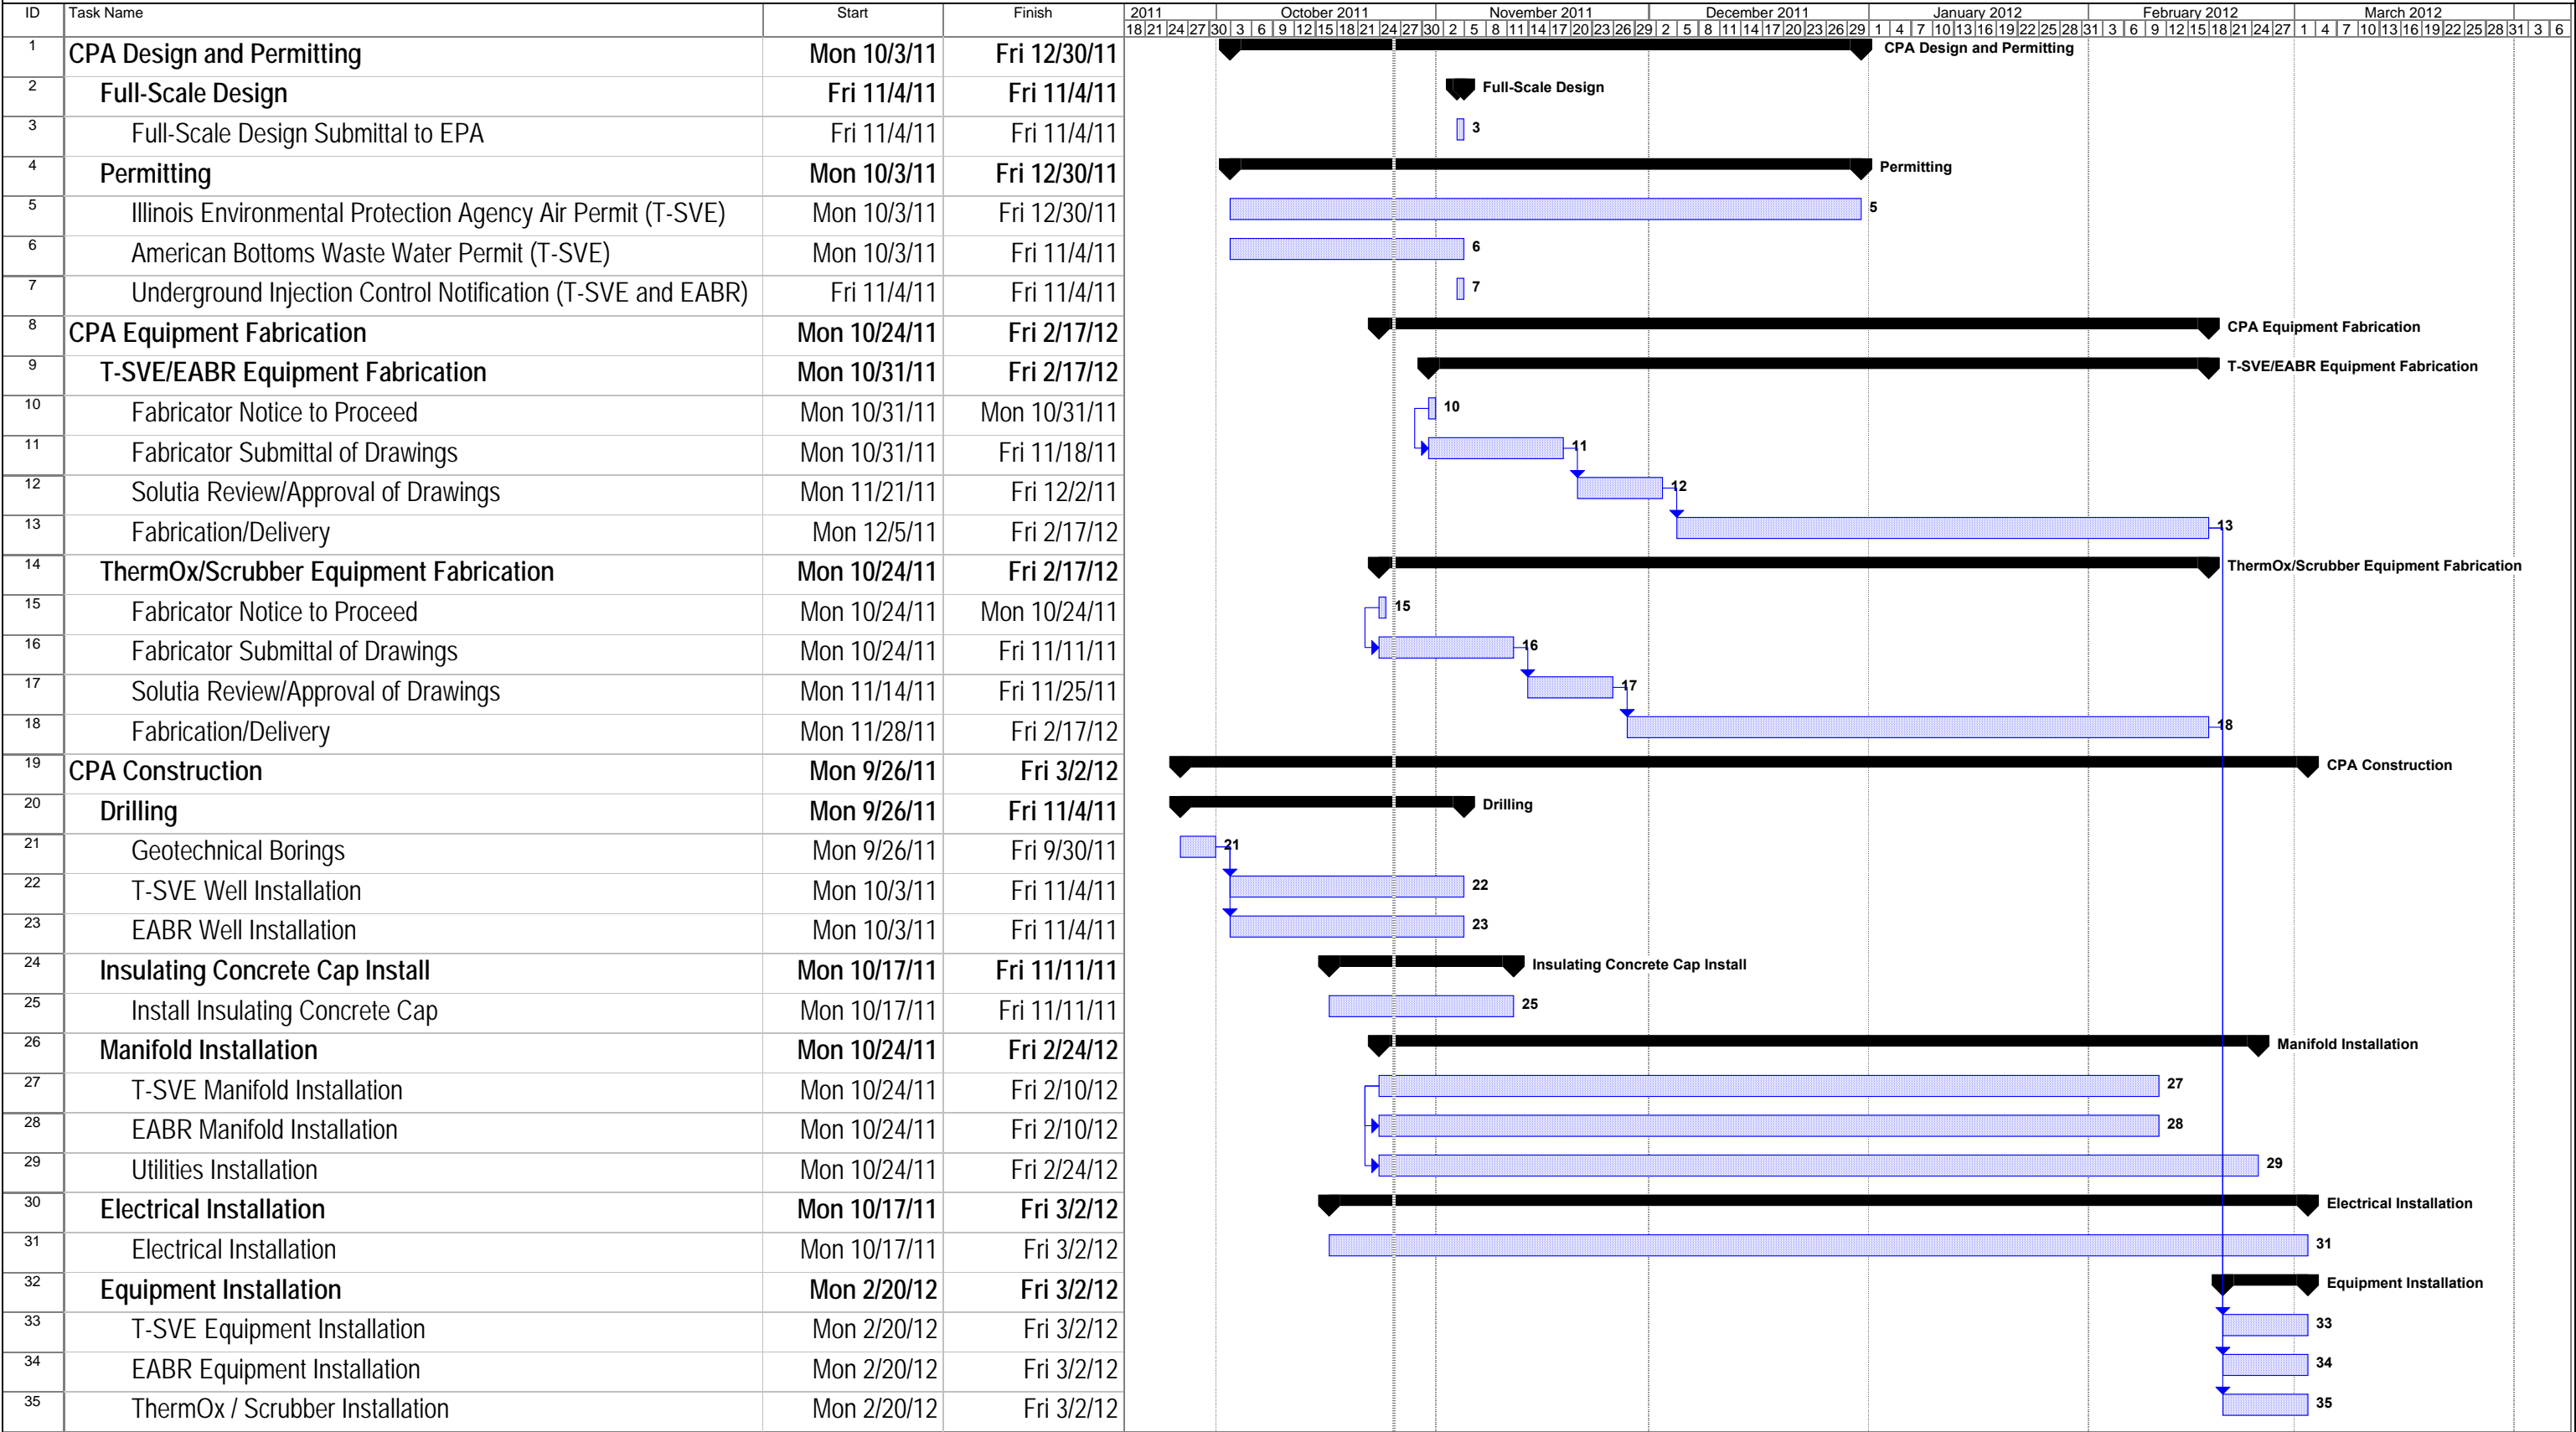 ID Task Name Start Finish 2011 October 2011 November 2011 December 2011 January 2012 February 2012 March 2012
18 21 24 27 30 3 6 9 12 15 18 21 24 27 30 2 5 8 11 14 17 20 23 26 29 2 5 8 11 14 17 20 23 26 29 1 4 7 10 13 16 19 22 25 28 31 3 6 9 12 15 18 21 24 27 1 4 7 10 13 16 19 22 25 28 31 3 6
1 CPA Design and Permitting Mon 10/3/11 Fri 12/30/11 CPA Design and Permitting
2 Full-Scale Design Fri 11/4/11 Fri 11/4/11 Full-Scale Design
3 Full-Scale Design Submittal to EPA Fri 11/4/11 Fri 11/4/11 3
4 Permitting Mon 10/3/11 Fri 12/30/11 Permitting
5 Illinois Environmental Protection Agency Air Permit (T-SVE) Mon 10/3/11 Fri 12/30/11 5
6 American Bottoms Waste Water Permit (T-SVE) Mon 10/3/11 Fri 11/4/11 6
7 Underground Injection Control Notification (T-SVE and EABR) Fri 11/4/11 Fri 11/4/11 7
8 CPA Equipment Fabrication Mon 10/24/11 Fri 2/17/12 CPA Equipment Fabrication
9 T-SVE/EABR Equipment Fabrication Mon 10/31/11 Fri 2/17/12 T-SVE/EABR Equipment Fabrication
10 Fabricator Notice to Proceed Mon 10/31/11 Mon 10/31/11 10
11 Fabricator Submittal of Drawings Mon 10/31/11 Fri 11/18/11 11
12 Solutia Review/Approval of Drawings Mon 11/21/11 Fri 12/2/11 12
13 Fabrication/Delivery Mon 12/5/11 Fri 2/17/12 13
14 ThermOx/Scrubber Equipment Fabrication Mon 10/24/11 Fri 2/17/12 ThermOx/Scrubber Equipment Fabrication
15 Fabricator Notice to Proceed Mon 10/24/11 Mon 10/24/11 15
16 Fabricator Submittal of Drawings Mon 10/24/11 Fri 11/11/11 16
17 Solutia Review/Approval of Drawings Mon 11/14/11 Fri 11/25/11 17
18 Fabrication/Delivery Mon 11/28/11 Fri 2/17/12 18
19 CPA Construction Mon 9/26/11 Fri 3/2/12 CPA Construction
20 Drilling Mon 9/26/11 Fri 11/4/11 Drilling
21 Geotechnical Borings Mon 9/26/11 Fri 9/30/11 21
22 T-SVE Well Installation Mon 10/3/11 Fri 11/4/11 22
23 EABR Well Installation Mon 10/3/11 Fri 11/4/11 23
24 Insulating Concrete Cap Install Mon 10/17/11 Fri 11/11/11 Insulating Concrete Cap Install
25 Install Insulating Concrete Cap Mon 10/17/11 Fri 11/11/11 25
26 Manifold Installation Mon 10/24/11 Fri 2/24/12 Manifold Installation
27 T-SVE Manifold Installation Mon 10/24/11 Fri 2/10/12 27
28 EABR Manifold Installation Mon 10/24/11 Fri 2/10/12 28
29 Utilities Installation Mon 10/24/11 Fri 2/24/12 29
30 Electrical Installation Mon 10/17/11 Fri 3/2/12 Electrical Installation
31 Electrical Installation Mon 10/17/11 Fri 3/2/12 31
32 Equipment Installation Mon 2/20/12 Fri 3/2/12 Equipment Installation
33 T-SVE Equipment Installation Mon 2/20/12 Fri 3/2/12 33
34 EABR Equipment Installation Mon 2/20/12 Fri 3/2/12 34
35 ThermOx / Scrubber Installation Mon 2/20/12 Fri 3/2/12 35